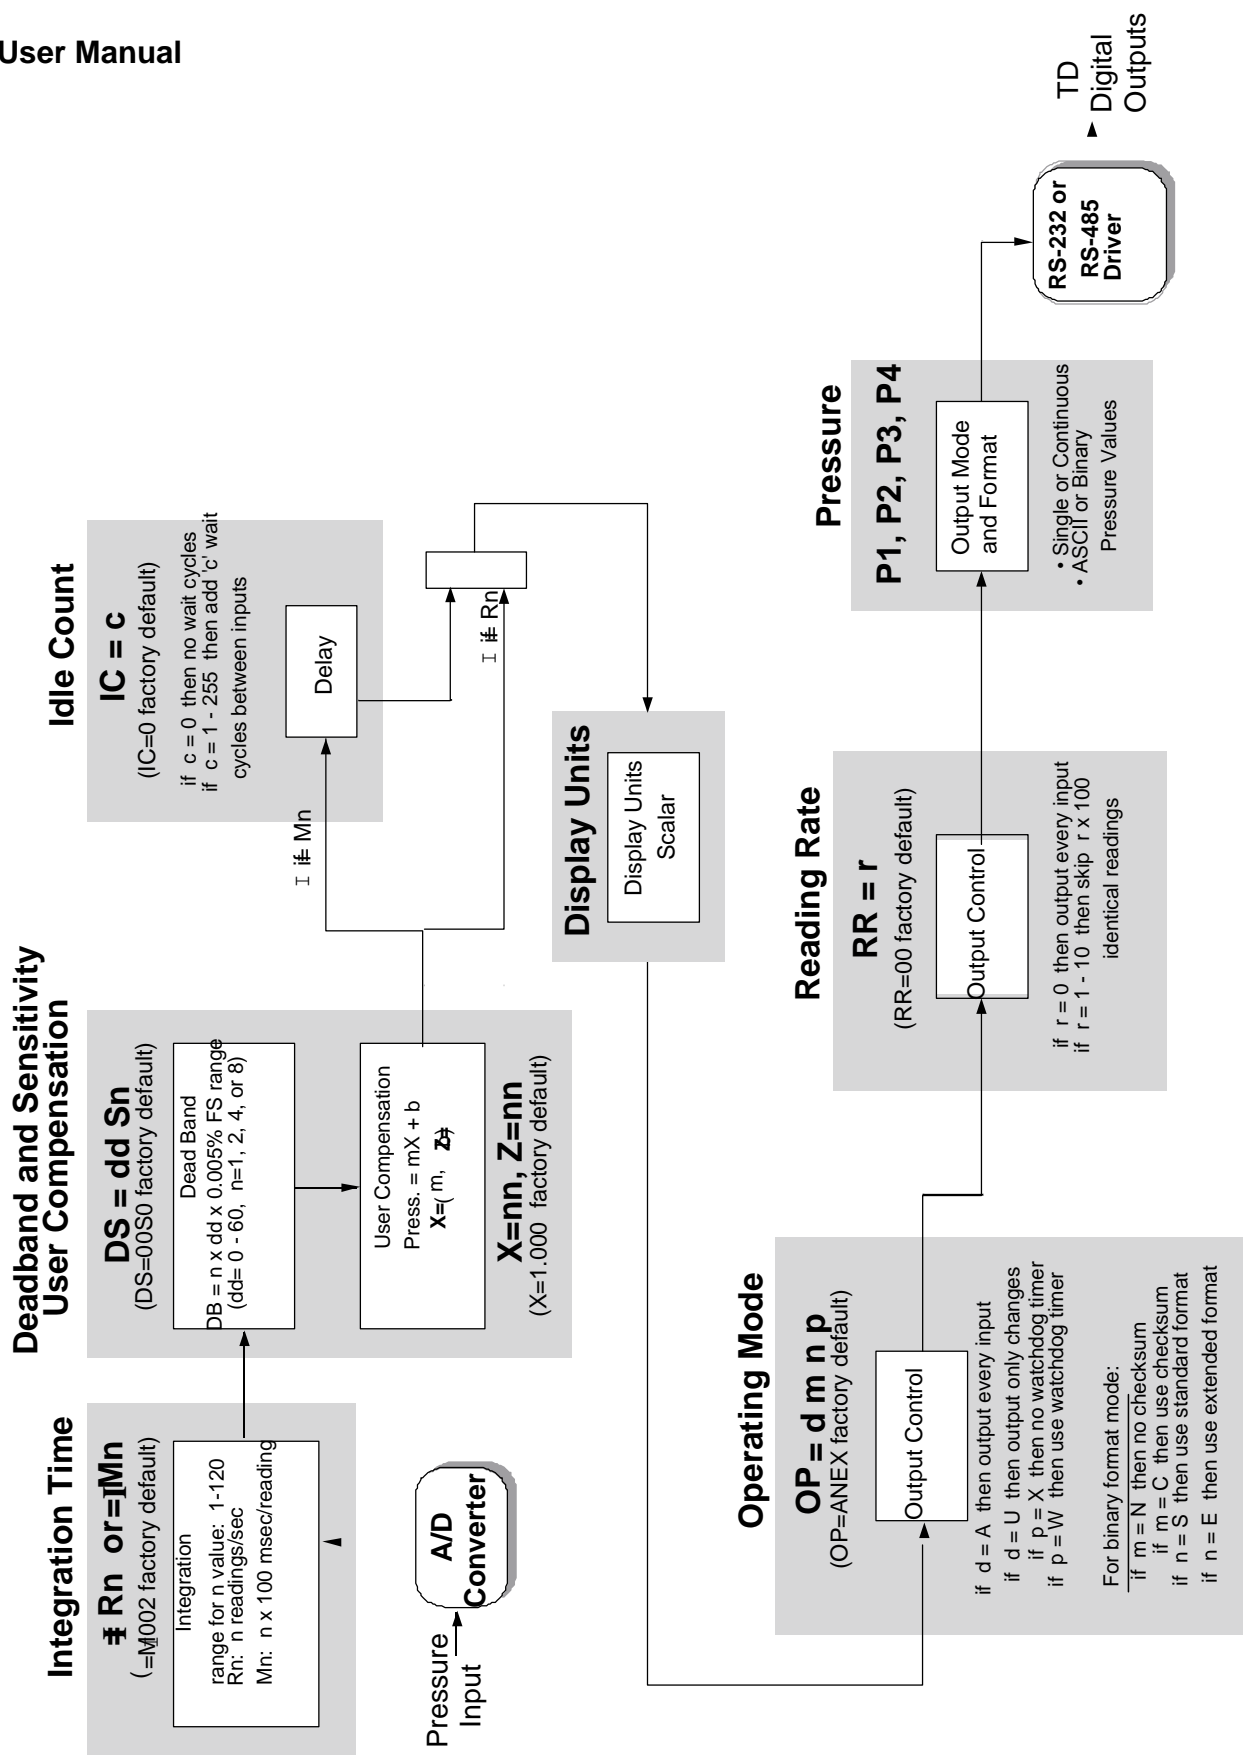 User Manual
Integration Time
I= Rn or I=Mn
(I=M002 factory default)
Integration
range for n value: 1-120
Rn: n readings/sec
Mn: n x 100 msec/reading
Pressure
Input
A/D
Converter
Deadband and Sensitivity
User Compensation
DS = dd Sn
(DS=00S0 factory default)
Dead Band
DB = n x dd x 0.005% FS range
(dd= 0 - 60, n=1, 2, 4, or 8)
User Compensation
Press. = mX + b
X=( m, Z=b)
X=nn, Z=nn
(X=1.000 factory default)
Idle Count
IC = c
(IC=0 factory default)
if c = 0 then no wait cycles
if c = 1 - 255 then add 'c' wait
cycles between inputs
Delay
if I= Mn
if I= Rn
Display Units
Display Units
Scalar
Operating Mode
OP= d m n p
(OP=ANEX factory default)
Output Control
if d = A then output every input
if d = U then output only changes
if p = X then no watchdog timer
if p = W then use watchdog timer
For binary format mode:
if m = N then no checksum
if m = C then use checksum
if n = S then use standard format
if n = E then use extended format
Reading Rate
RR = r
(RR=00 factory default)
Output Control
if r = 0 then output every input
if r = 1 - 10 then skip r x 100
identical readings
Pressure
P1, P2, P3, P4
Output Mode
and Format
• Single or Continuous
• ASCII or Binary
Pressure Values
RS-232 or
RS-485
Driver
TD
Digital
Outputs